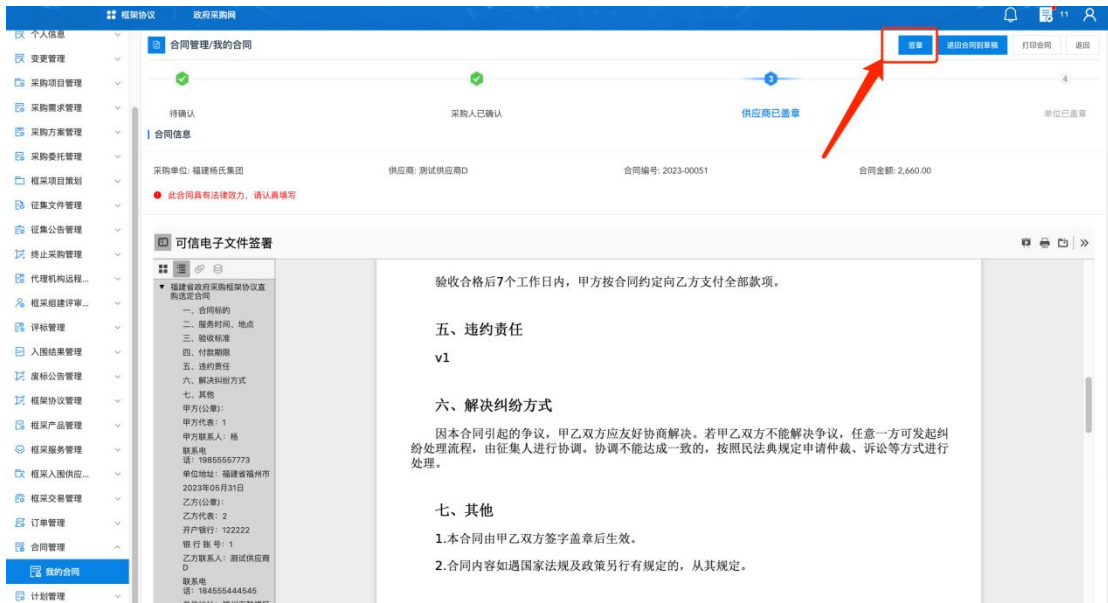 框架协议 政府采购网 11
个人信息
变更管理
采购项目管理
采购需求管理
采购方案管理
采购委托管理
框采项目策划
征集文件管理
征集公告管理
终止采购管理
代理机构远程...
框采组建评审...
评标管理
入围结果管理
废标公告管理
框架协议管理
框采产品管理
框采服务管理
框采入围供应...
框采交易管理
订单管理
合同管理
我的合同
计划管理
合同管理/我的合同
签章 退回合同到草稿 打印合同 返回
3 4
待确认 采购人已确认 供应商已盖章 单位已盖章
合同信息
采购单位: 福建杨氏集团 供应商: 测试供应商D 合同编号: 2023-00051 合同金额: 2,660.00
此合同具有法律效力，请认真填写
可信电子文件签署
福建省政府采购框架协议直
购选定合同
一、合同标的
二、服务时间、地点
三、验收标准
四、付款期限
五、违约责任
六、解决纠纷方式
七、其他
甲方(公章):
甲方代表: 1
甲方联系人: 杨
联系电
话: 19855557773
单位地址: 福建省福州市
2023年05月31日
乙方(公章):
乙方代表: 2
开户银行: 122222
银 行 账 号: 1
乙方联系人: 测试供应商
D
联系电
话: 184555444545
验收合格后7个工作日内，甲方按合同约定向乙方支付全部款项。
五、违约责任
v1
六、解决纠纷方式
因本合同引起的争议，甲乙双方应友好协商解决。若甲乙双方不能解决争议，任意一方可发起纠
纷处理流程，由征集人进行协调。协调不能达成一致的，按照民法典规定申请仲裁、诉讼等方式进行
处理。
七、其他
1.本合同由甲乙双方签字盖章后生效。
2.合同内容如遇国家法规及政策另行有规定的，从其规定。